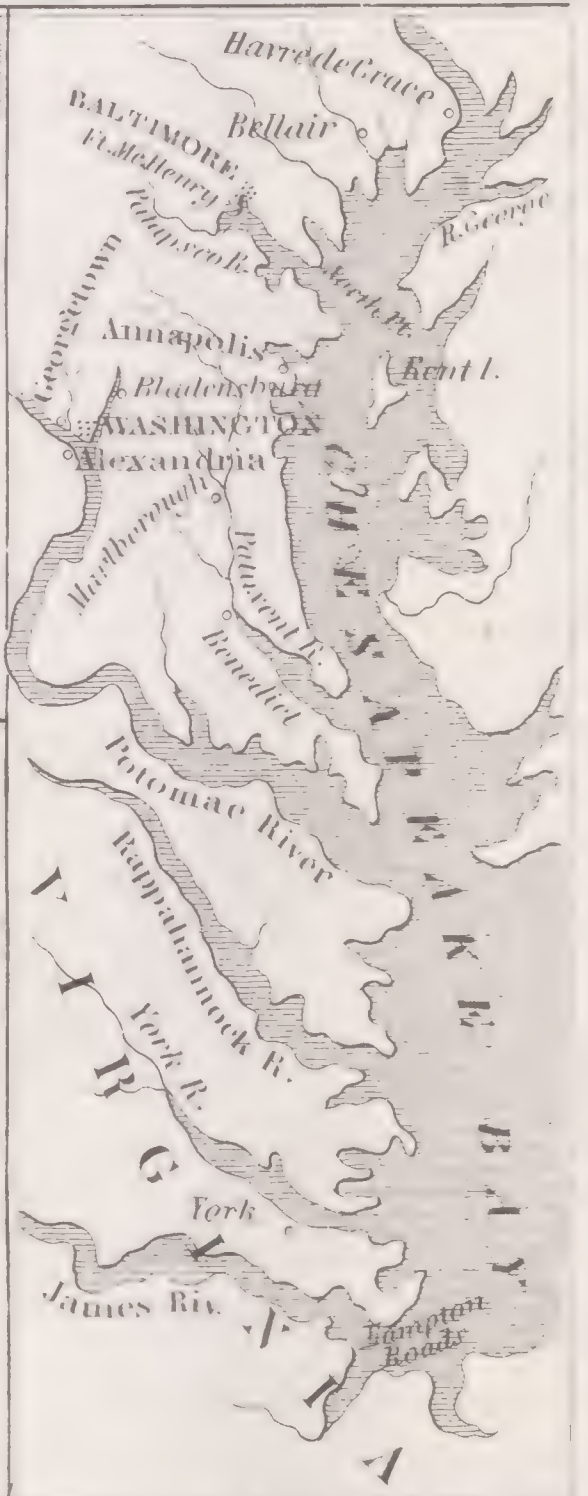 Havre de Grace
Bellair
BALTIMORE
Ft. McHenry
Patapsco R.
R. George
North Pt.
Georgetown
Annapolis
Kent I.
Bladensburg
WASHINGTON
Alexandria
Marlborough
Patuxent R.
Benedict
CHESAPEAKE BAY
Potomac River
Rappahannock R.
VIRGINIA
York R.
York
James Riv.
Hampton
Roads